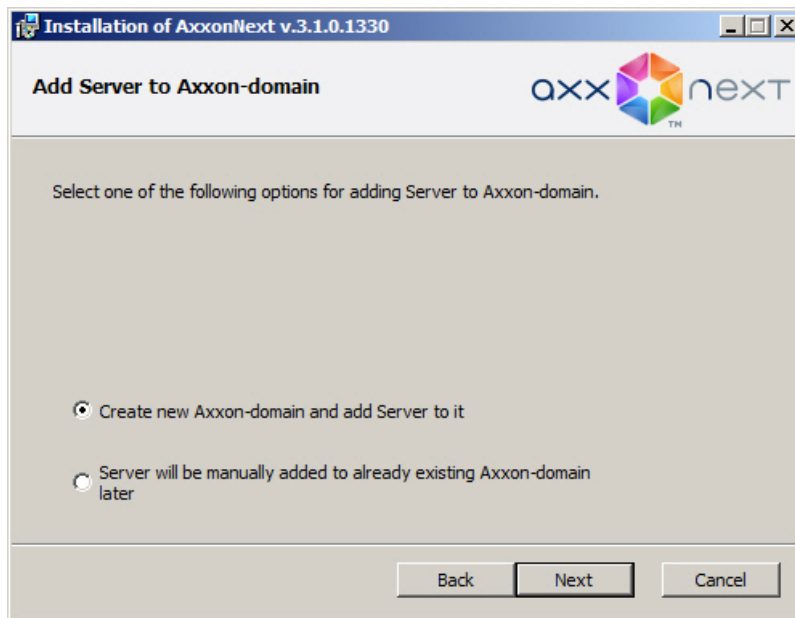 Installation of AxxonNext v.3.1.0.1330
Add Server to Axxon-domain
axx next
TM
Select one of the following options for adding Server to Axxon-domain.
Create new Axxon-domain and add Server to it
Server will be manually added to already existing Axxon-domain
later
Back Next Cancel